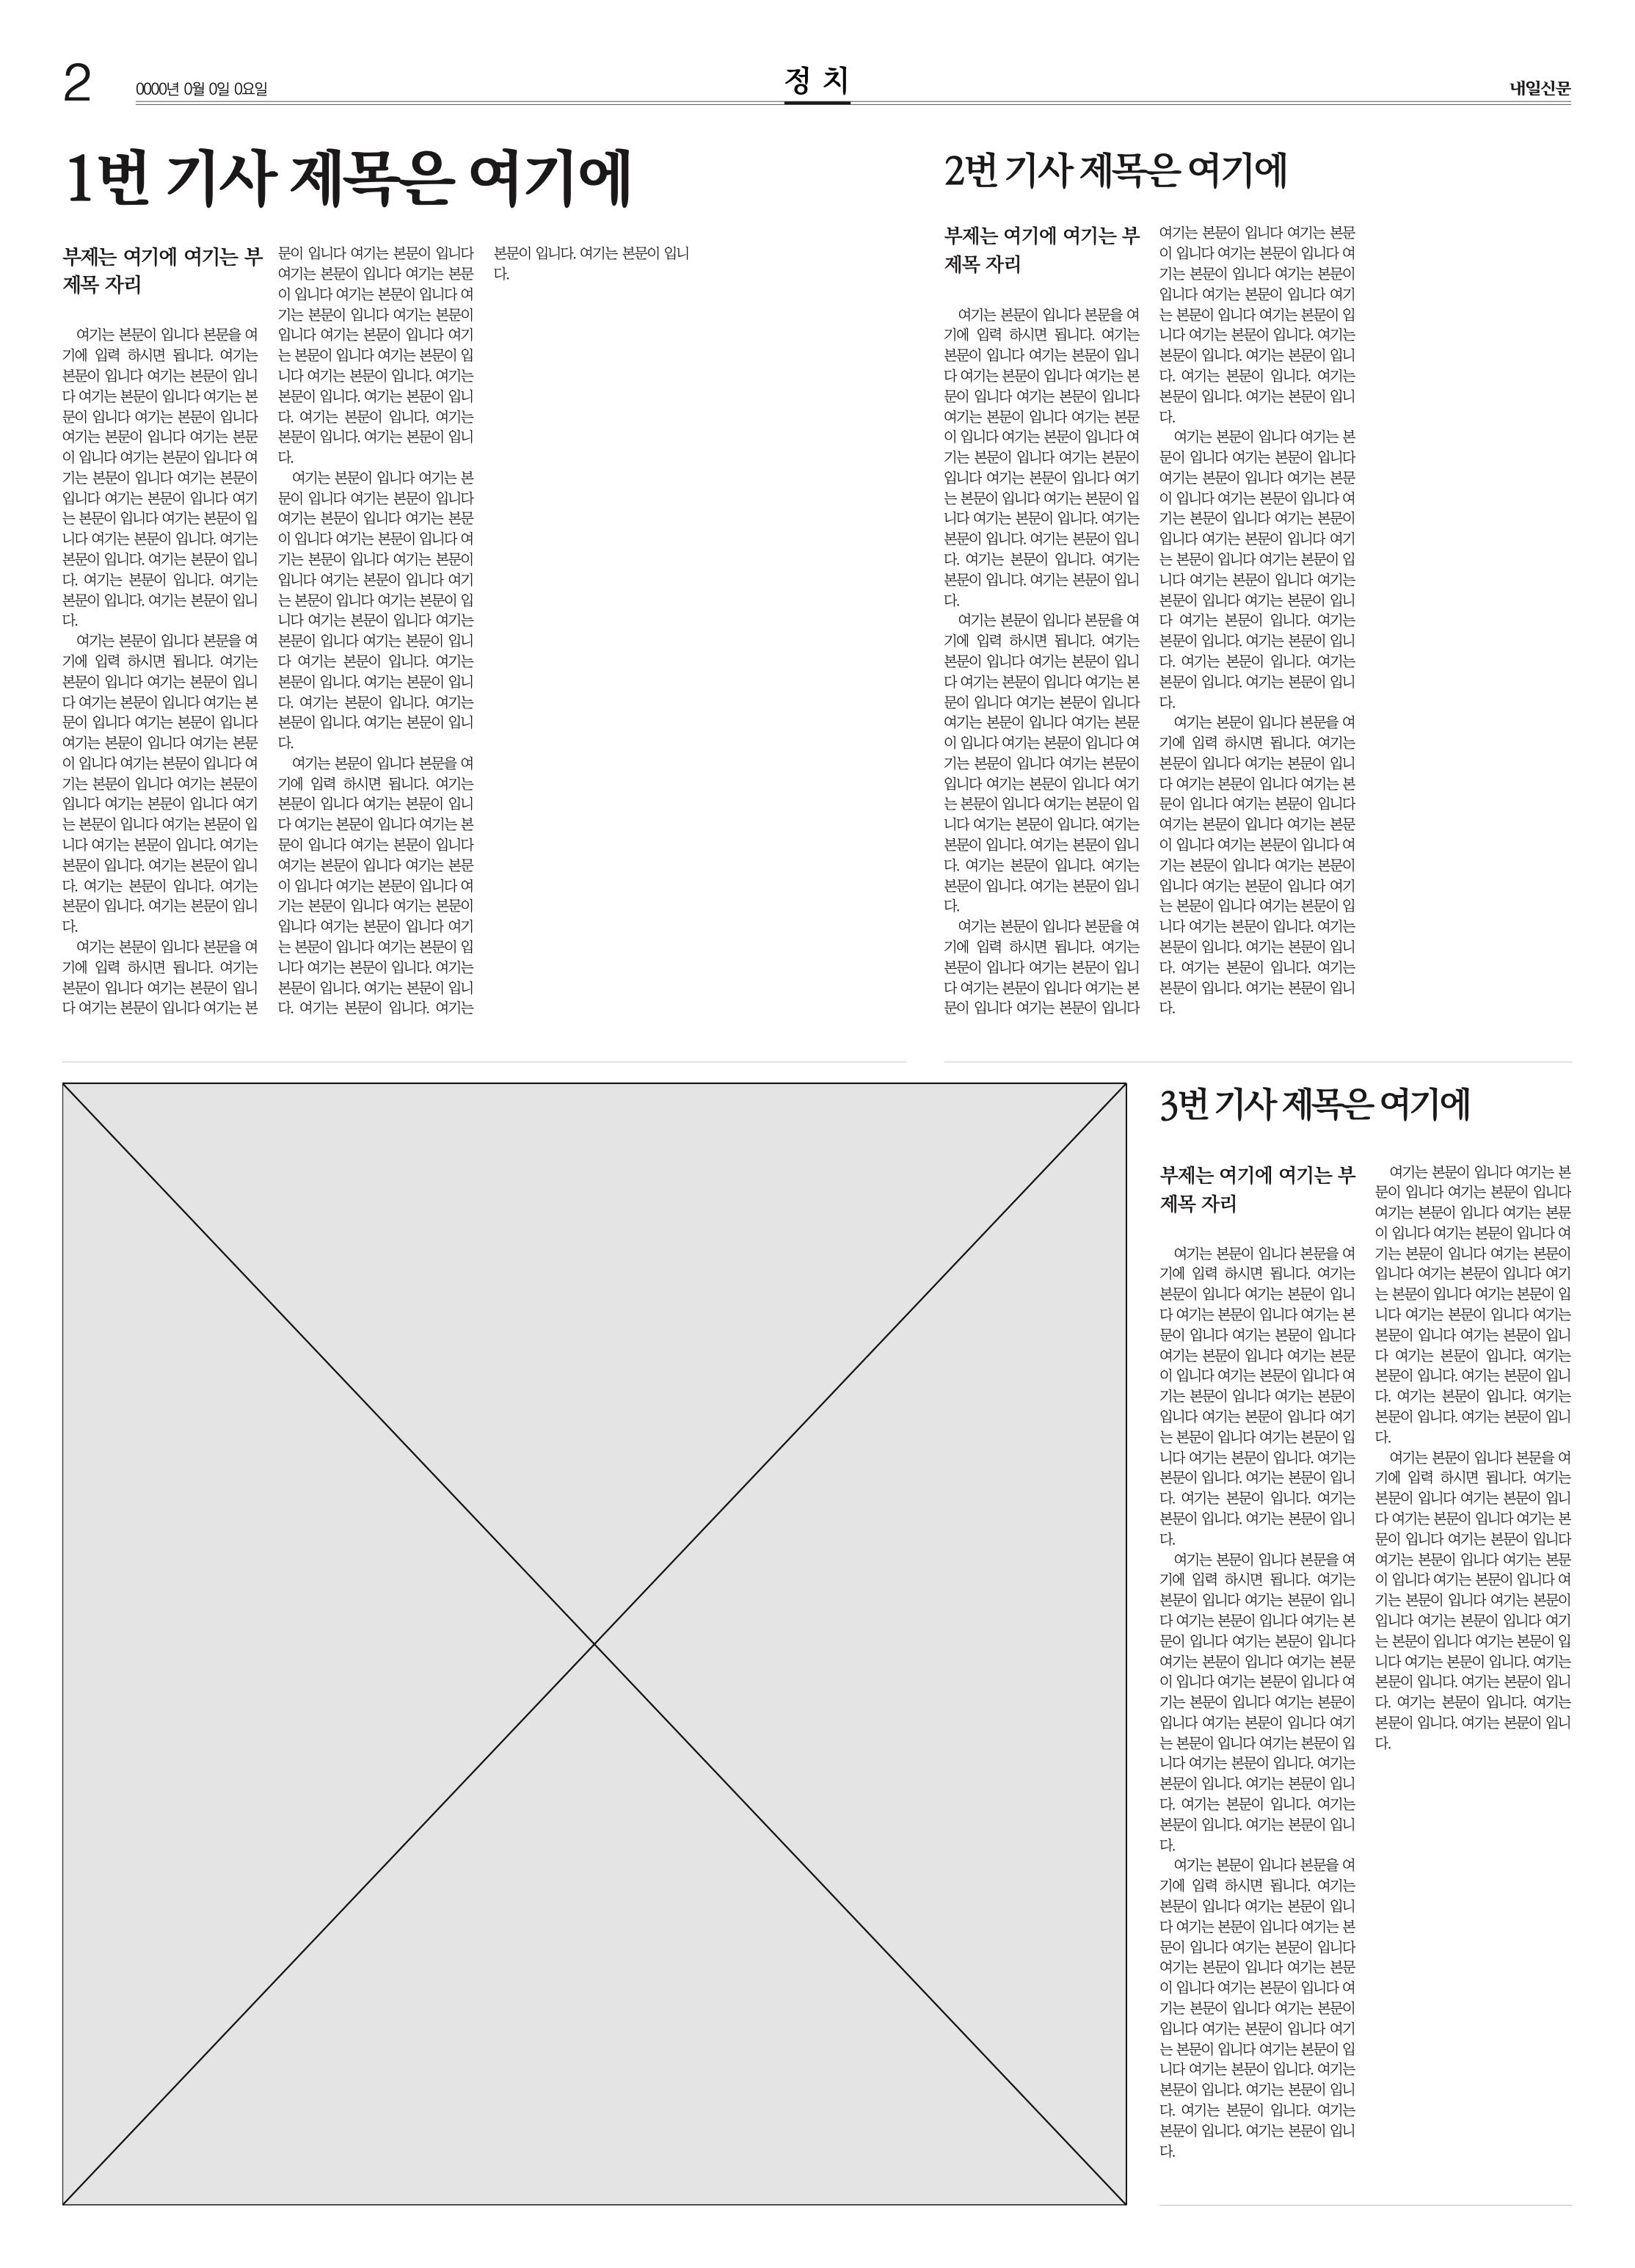 2
0000년 0월 0일 0요일
정 치
내일신문
1번 기사 제목은 여기에
부제는 여기에 여기는 부
제목 자리
여기는 본문이 입니다 본문을 여
기에 입력 하시면 됩니다. 여기는
본문이 입니다 여기는 본문이 입니
다 여기는 본문이 입니다 여기는 본
문이 입니다 여기는 본문이 입니다
여기는 본문이 입니다 여기는 본문
이 입니다 여기는 본문이 입니다 여
기는 본문이 입니다 여기는 본문이
입니다 여기는 본문이 입니다 여기
는 본문이 입니다 여기는 본문이 입
니다 여기는 본문이 입니다. 여기는
본문이 입니다. 여기는 본문이 입니
다. 여기는 본문이 입니다. 여기는
본문이 입니다. 여기는 본문이 입니
다.
여기는 본문이 입니다 본문을 여
기에 입력 하시면 됩니다. 여기는
본문이 입니다 여기는 본문이 입니
다 여기는 본문이 입니다 여기는 본
문이 입니다 여기는 본문이 입니다
여기는 본문이 입니다 여기는 본문
이 입니다 여기는 본문이 입니다 여
기는 본문이 입니다 여기는 본문이
입니다 여기는 본문이 입니다 여기
는 본문이 입니다 여기는 본문이 입
니다 여기는 본문이 입니다. 여기는
본문이 입니다. 여기는 본문이 입니
다. 여기는 본문이 입니다. 여기는
본문이 입니다. 여기는 본문이 입니
다.
여기는 본문이 입니다 본문을 여
기에 입력 하시면 됩니다. 여기는
본문이 입니다 여기는 본문이 입니
다 여기는 본문이 입니다 여기는 본
문이 입니다 여기는 본문이 입니다
여기는 본문이 입니다 여기는 본문
이 입니다 여기는 본문이 입니다 여
기는 본문이 입니다 여기는 본문이
입니다 여기는 본문이 입니다 여기
는 본문이 입니다 여기는 본문이 입
니다 여기는 본문이 입니다. 여기는
본문이 입니다. 여기는 본문이 입니
다. 여기는 본문이 입니다. 여기는
본문이 입니다. 여기는 본문이 입니
다.
여기는 본문이 입니다 여기는 본
문이 입니다 여기는 본문이 입니다
여기는 본문이 입니다 여기는 본문
이 입니다 여기는 본문이 입니다 여
기는 본문이 입니다 여기는 본문이
입니다 여기는 본문이 입니다 여기
는 본문이 입니다 여기는 본문이 입
니다 여기는 본문이 입니다 여기는
본문이 입니다 여기는 본문이 입니
다 여기는 본문이 입니다. 여기는
본문이 입니다. 여기는 본문이 입니
다. 여기는 본문이 입니다. 여기는
본문이 입니다. 여기는 본문이 입니
다.
여기는 본문이 입니다 본문을 여
기에 입력 하시면 됩니다. 여기는
본문이 입니다 여기는 본문이 입니
다 여기는 본문이 입니다 여기는 본
문이 입니다 여기는 본문이 입니다
여기는 본문이 입니다 여기는 본문
이 입니다 여기는 본문이 입니다 여
기는 본문이 입니다 여기는 본문이
입니다 여기는 본문이 입니다 여기
는 본문이 입니다 여기는 본문이 입
니다 여기는 본문이 입니다. 여기는
본문이 입니다. 여기는 본문이 입니
다. 여기는 본문이 입니다. 여기는
본문이 입니다. 여기는 본문이 입니
다.
2번 기사 제목은 여기에
부제는 여기에 여기는 부
제목 자리
여기는 본문이 입니다 본문을 여
기에 입력 하시면 됩니다. 여기는
본문이 입니다 여기는 본문이 입니
다 여기는 본문이 입니다 여기는 본
문이 입니다 여기는 본문이 입니다
여기는 본문이 입니다 여기는 본문
이 입니다 여기는 본문이 입니다 여
기는 본문이 입니다 여기는 본문이
입니다 여기는 본문이 입니다 여기
는 본문이 입니다 여기는 본문이 입
니다 여기는 본문이 입니다. 여기는
본문이 입니다. 여기는 본문이 입니
다. 여기는 본문이 입니다. 여기는
본문이 입니다. 여기는 본문이 입니
다.
여기는 본문이 입니다 본문을 여
기에 입력 하시면 됩니다. 여기는
본문이 입니다 여기는 본문이 입니
다 여기는 본문이 입니다 여기는 본
문이 입니다 여기는 본문이 입니다
여기는 본문이 입니다 여기는 본문
이 입니다 여기는 본문이 입니다 여
기는 본문이 입니다 여기는 본문이
입니다 여기는 본문이 입니다 여기
는 본문이 입니다 여기는 본문이 입
니다 여기는 본문이 입니다. 여기는
본문이 입니다. 여기는 본문이 입니
다. 여기는 본문이 입니다. 여기는
본문이 입니다. 여기는 본문이 입니
다.
여기는 본문이 입니다 본문을 여
기에 입력 하시면 됩니다. 여기는
본문이 입니다 여기는 본문이 입니
다 여기는 본문이 입니다 여기는 본
문이 입니다 여기는 본문이 입니다
여기는 본문이 입니다 여기는 본문
이 입니다 여기는 본문이 입니다 여
기는 본문이 입니다 여기는 본문이
입니다 여기는 본문이 입니다 여기
는 본문이 입니다 여기는 본문이 입
니다 여기는 본문이 입니다. 여기는
본문이 입니다. 여기는 본문이 입니
다. 여기는 본문이 입니다. 여기는
본문이 입니다. 여기는 본문이 입니
다.
여기는 본문이 입니다 여기는 본
문이 입니다 여기는 본문이 입니다
여기는 본문이 입니다 여기는 본문
이 입니다 여기는 본문이 입니다 여
기는 본문이 입니다 여기는 본문이
입니다 여기는 본문이 입니다 여기
는 본문이 입니다 여기는 본문이 입
니다 여기는 본문이 입니다 여기는
본문이 입니다 여기는 본문이 입니
다 여기는 본문이 입니다. 여기는
본문이 입니다. 여기는 본문이 입니
다. 여기는 본문이 입니다. 여기는
본문이 입니다. 여기는 본문이 입니
다.
여기는 본문이 입니다 본문을 여
기에 입력 하시면 됩니다. 여기는
본문이 입니다 여기는 본문이 입니
다 여기는 본문이 입니다 여기는 본
문이 입니다 여기는 본문이 입니다
여기는 본문이 입니다 여기는 본문
이 입니다 여기는 본문이 입니다 여
기는 본문이 입니다 여기는 본문이
입니다 여기는 본문이 입니다 여기
는 본문이 입니다 여기는 본문이 입
니다 여기는 본문이 입니다. 여기는
본문이 입니다. 여기는 본문이 입니
다. 여기는 본문이 입니다. 여기는
본문이 입니다. 여기는 본문이 입니
다.
3번 기사 제목은 여기에
부제는 여기에 여기는 부
제목 자리
여기는 본문이 입니다 본문을 여
기에 입력 하시면 됩니다. 여기는
본문이 입니다 여기는 본문이 입니
다 여기는 본문이 입니다 여기는 본
문이 입니다 여기는 본문이 입니다
여기는 본문이 입니다 여기는 본문
이 입니다 여기는 본문이 입니다 여
기는 본문이 입니다 여기는 본문이
입니다 여기는 본문이 입니다 여기
는 본문이 입니다 여기는 본문이 입
니다 여기는 본문이 입니다. 여기는
본문이 입니다. 여기는 본문이 입니
다. 여기는 본문이 입니다. 여기는
본문이 입니다. 여기는 본문이 입니
다.
여기는 본문이 입니다 본문을 여
기에 입력 하시면 됩니다. 여기는
본문이 입니다 여기는 본문이 입니
다 여기는 본문이 입니다 여기는 본
문이 입니다 여기는 본문이 입니다
여기는 본문이 입니다 여기는 본문
이 입니다 여기는 본문이 입니다 여
기는 본문이 입니다 여기는 본문이
입니다 여기는 본문이 입니다 여기
는 본문이 입니다 여기는 본문이 입
니다 여기는 본문이 입니다. 여기는
본문이 입니다. 여기는 본문이 입니
다. 여기는 본문이 입니다. 여기는
본문이 입니다. 여기는 본문이 입니
다.
여기는 본문이 입니다 본문을 여
기에 입력 하시면 됩니다. 여기는
본문이 입니다 여기는 본문이 입니
다 여기는 본문이 입니다 여기는 본
문이 입니다 여기는 본문이 입니다
여기는 본문이 입니다 여기는 본문
이 입니다 여기는 본문이 입니다 여
기는 본문이 입니다 여기는 본문이
입니다 여기는 본문이 입니다 여기
는 본문이 입니다 여기는 본문이 입
니다 여기는 본문이 입니다. 여기는
본문이 입니다. 여기는 본문이 입니
다. 여기는 본문이 입니다. 여기는
본문이 입니다. 여기는 본문이 입니
다.
여기는 본문이 입니다 여기는 본
문이 입니다 여기는 본문이 입니다
여기는 본문이 입니다 여기는 본문
이 입니다 여기는 본문이 입니다 여
기는 본문이 입니다 여기는 본문이
입니다 여기는 본문이 입니다 여기
는 본문이 입니다 여기는 본문이 입
니다 여기는 본문이 입니다 여기는
본문이 입니다 여기는 본문이 입니
다 여기는 본문이 입니다. 여기는
본문이 입니다. 여기는 본문이 입니
다. 여기는 본문이 입니다. 여기는
본문이 입니다. 여기는 본문이 입니
다.
여기는 본문이 입니다 본문을 여
기에 입력 하시면 됩니다. 여기는
본문이 입니다 여기는 본문이 입니
다 여기는 본문이 입니다 여기는 본
문이 입니다 여기는 본문이 입니다
여기는 본문이 입니다 여기는 본문
이 입니다 여기는 본문이 입니다 여
기는 본문이 입니다 여기는 본문이
입니다 여기는 본문이 입니다 여기
는 본문이 입니다 여기는 본문이 입
니다 여기는 본문이 입니다. 여기는
본문이 입니다. 여기는 본문이 입니
다. 여기는 본문이 입니다. 여기는
본문이 입니다. 여기는 본문이 입니
다.